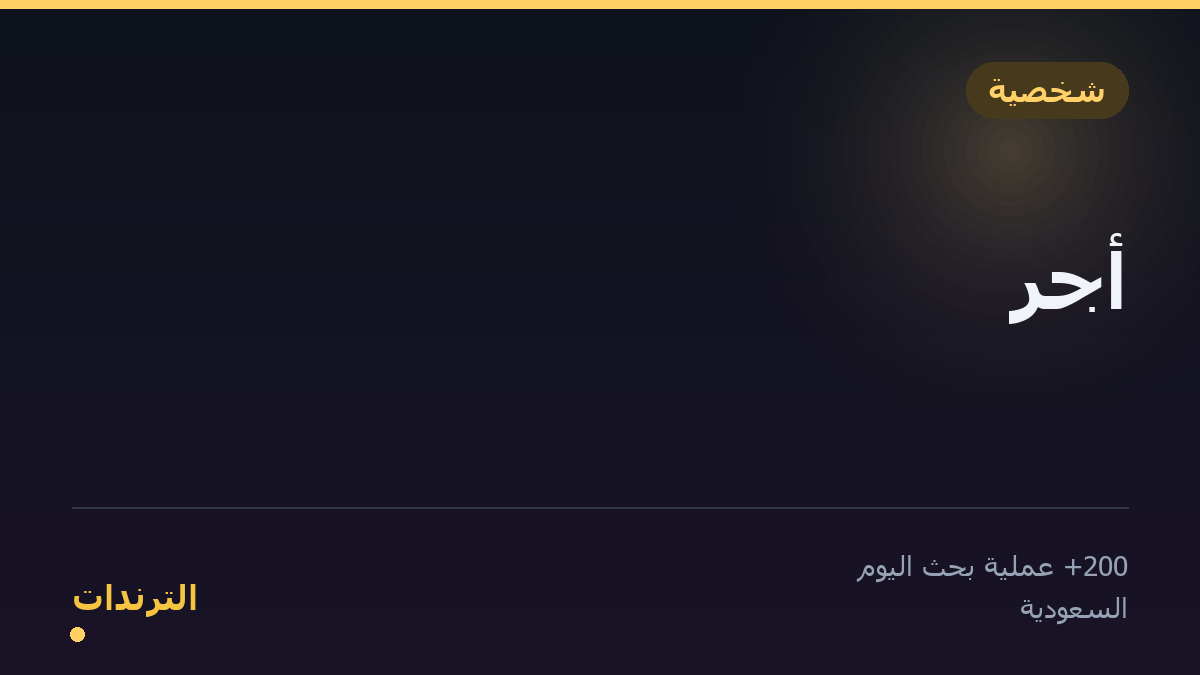 شخصية
أجر
200+ عملية بحث اليوم
السعودية
الترندات